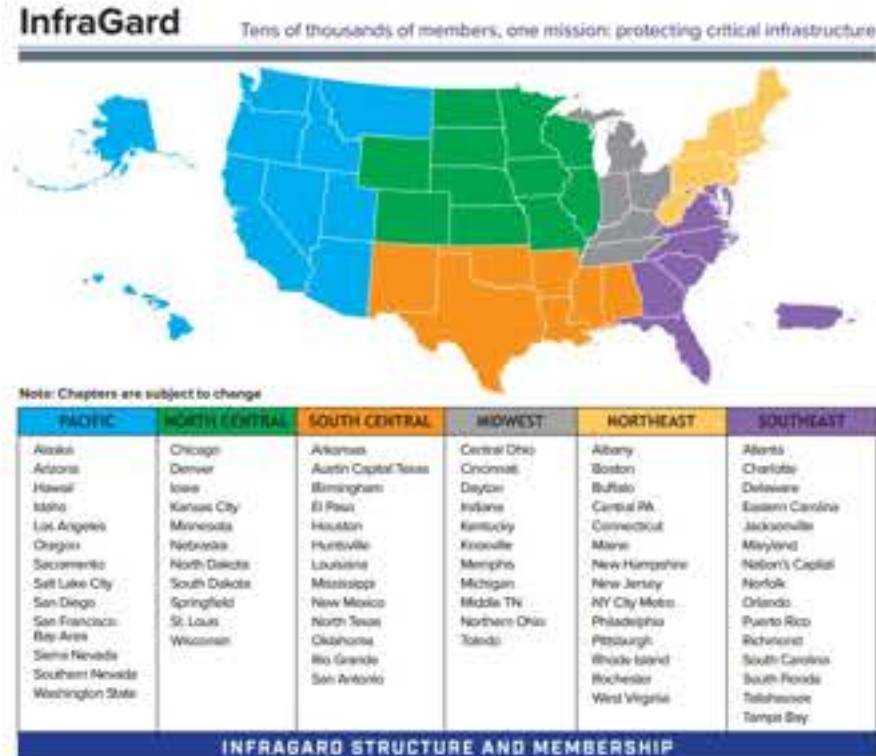 InfraGard
Tens of thousands of members, one mission: protecting critical infrastructure
Note: Chapters are subject to change
PACIFIC
Alaska
Arizona
Hawaii
Idaho
Los Angeles
Oregon
Sacramento
Salt Lake City
San Diego
San Francisco
Bay Area
Sierra Nevada
Southern Nevada
Washington State
NORTH CENTRAL
Chicago
Denver
Iowa
Kansas City
Minnesota
Nebraska
North Dakota
South Dakota
Springfield
St. Louis
Wisconsin
SOUTH CENTRAL
Arkansas
Austin Capital Texas
Birmingham
El Paso
Houston
Huntsville
Louisiana
Mississippi
New Mexico
North Texas
Oklahoma
Rio Grande
San Antonio
MIDWEST
Central Ohio
Cincinnati
Dayton
Indiana
Kentucky
Knoxville
Memphis
Michigan
Middle TN
Northern Ohio
Toledo
NORTHEAST
Albany
Boston
Buffalo
Central PA
Connecticut
Maine
New Hampshire
New Jersey
NY City Metro
Philadelphia
Pittsburgh
Rhode Island
Rochester
West Virginia
SOUTHEAST
Atlanta
Charlotte
Delaware
Eastern Carolina
Jacksonville
Maryland
Nation's Capital
Norfolk
Orlando
Puerto Rico
Richmond
South Carolina
South Florida
Tallahassee
Tampa Bay
INFRAGARD STRUCTURE AND MEMBERSHIP